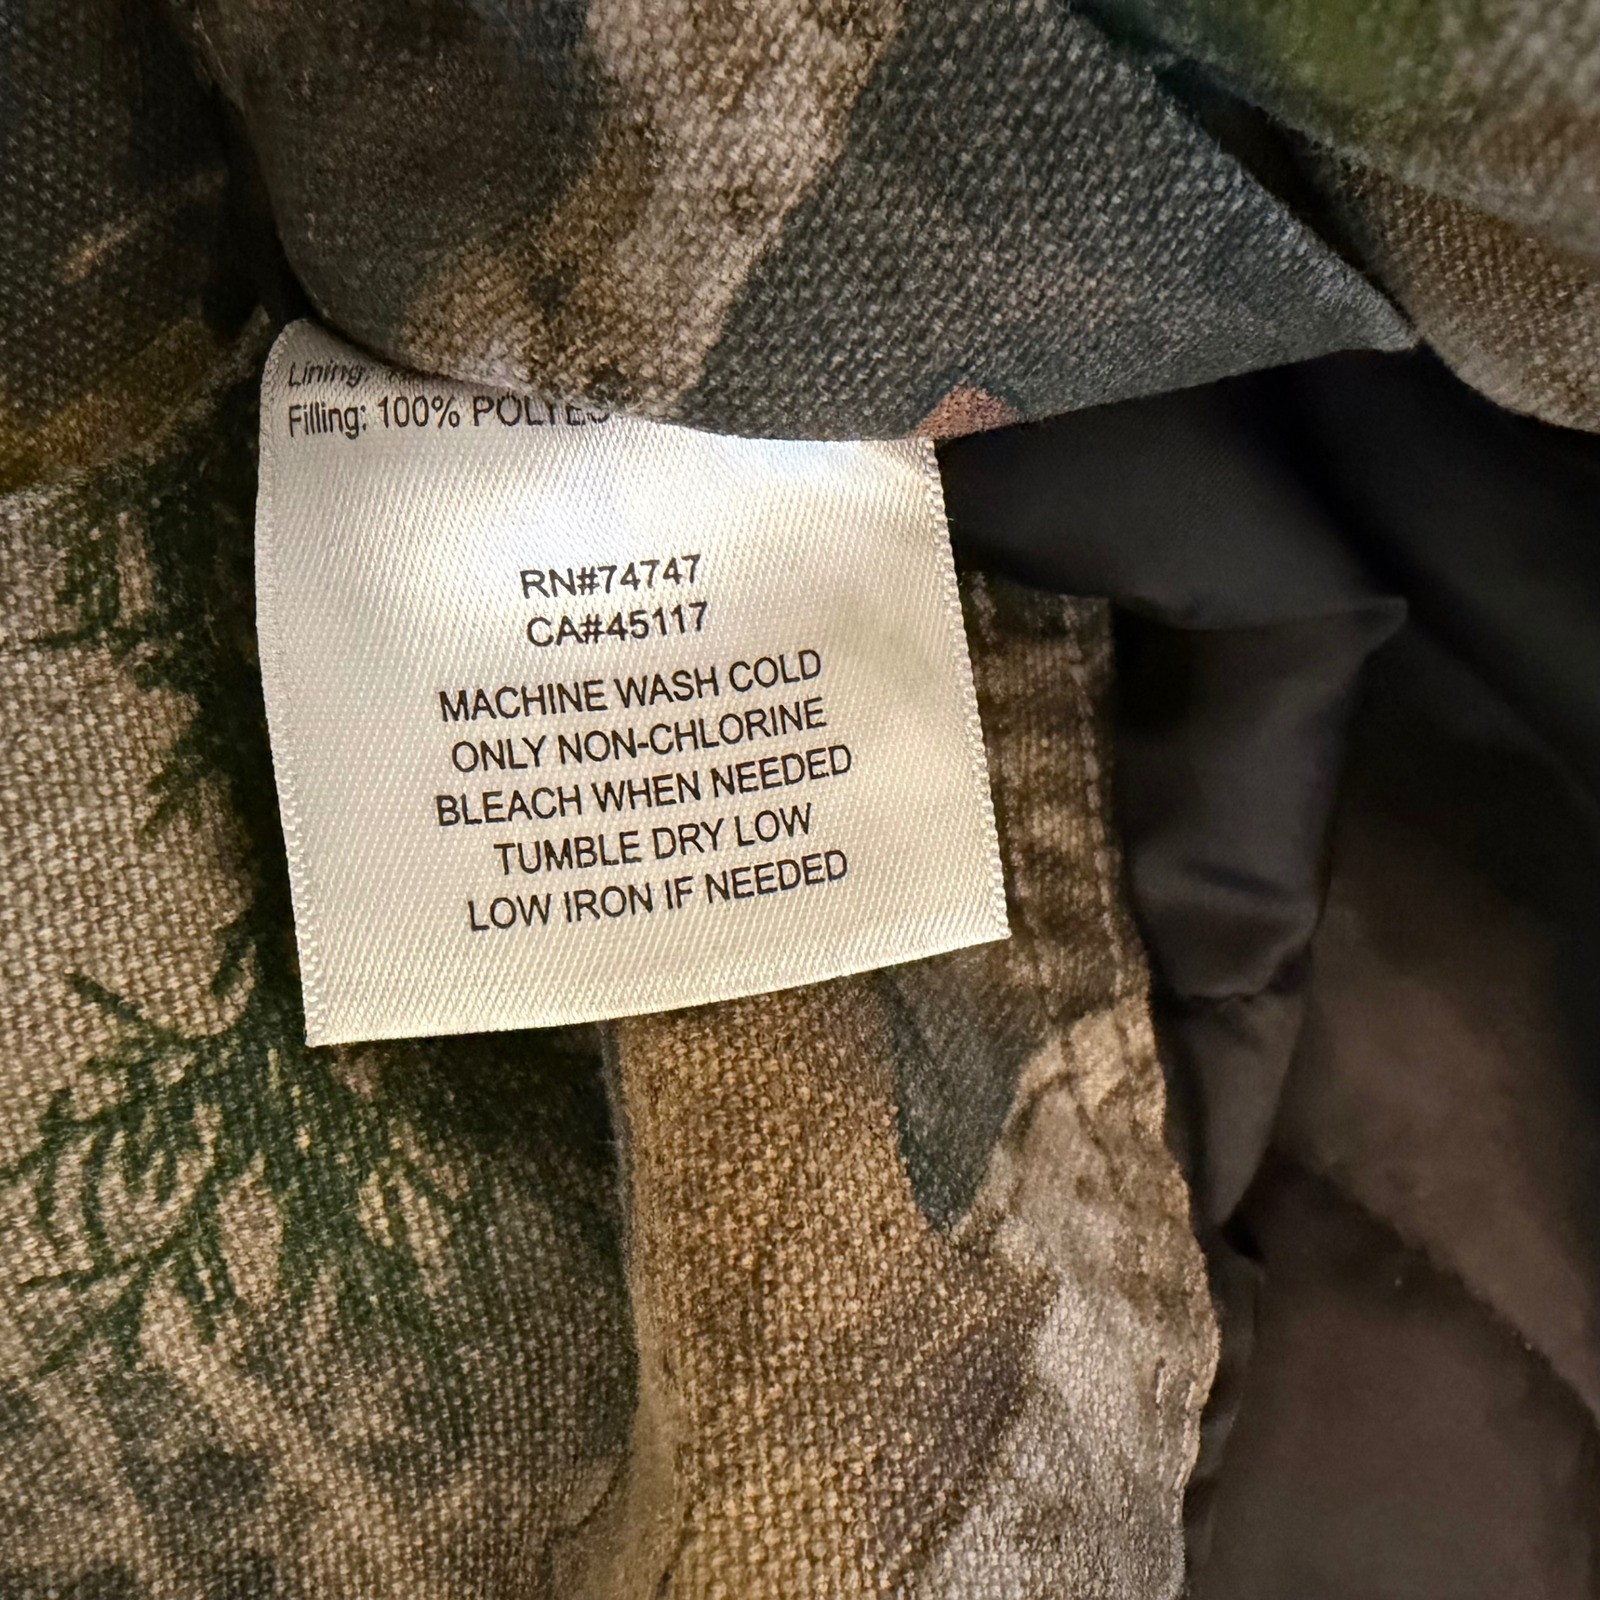 Lining:
Filling: 100% POLYES
RN#74747
CA#45117
MACHINE WASH COLD
ONLY NON-CHLORINE
BLEACH WHEN NEEDED
TUMBLE DRY LOW
LOW IRON IF NEEDED